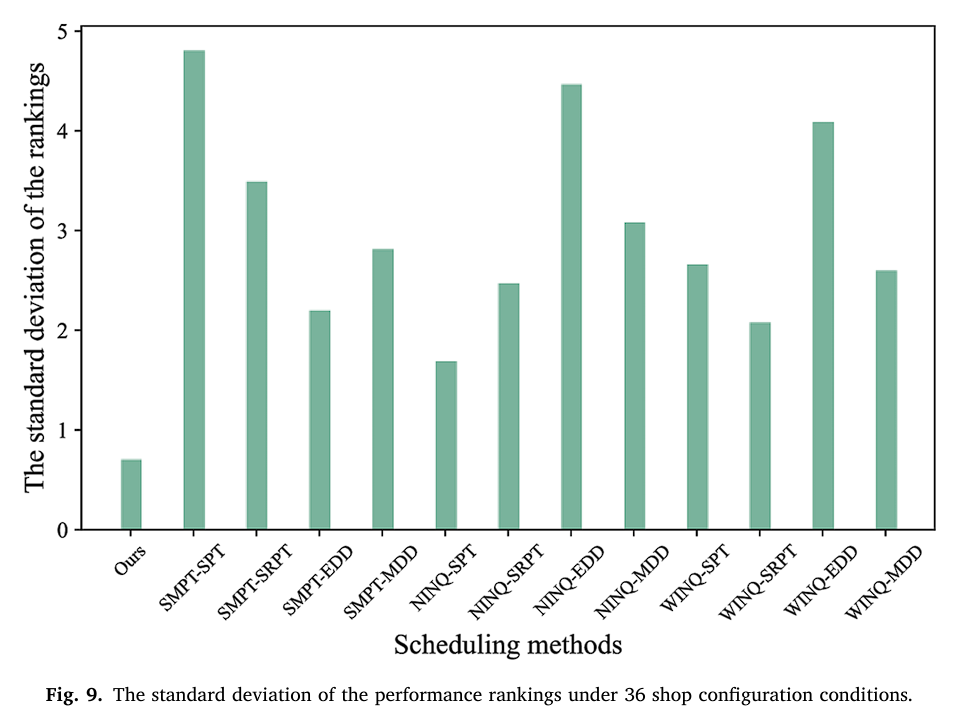 The standard deviation of the rankings
5
4
3
2
1
0
Ours
SMPT-SPT
SMPT-SRPT
SMPT-EDD
SMPT-MDD
NINQ-SPT
NINQ-SRPT
NINQ-EDD
NINQ-MDD
WINQ-SPT
WINQ-SRPT
WINQ-EDD
WINQ-MDD
Scheduling methods
Fig. 9. The standard deviation of the performance rankings under 36 shop configuration conditions.